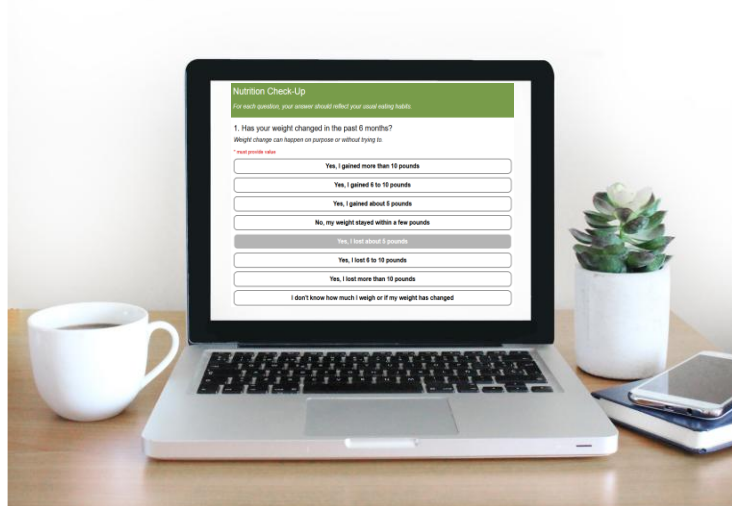 Nutrition Check-Up
For each question, your answer should reflect your usual eating habits.
1. Has your weight changed in the past 6 months?
Weight change can happen on purpose or without trying to.
* must provide value
Yes, I gained more than 10 pounds
Yes, I gained 6 to 10 pounds
Yes, I gained about 5 pounds
No, my weight stayed within a few pounds
Yes, I lost about 5 pounds
Yes, I lost 6 to 10 pounds
Yes, I lost more than 10 pounds
I don't know how much I weigh or if my weight has changed